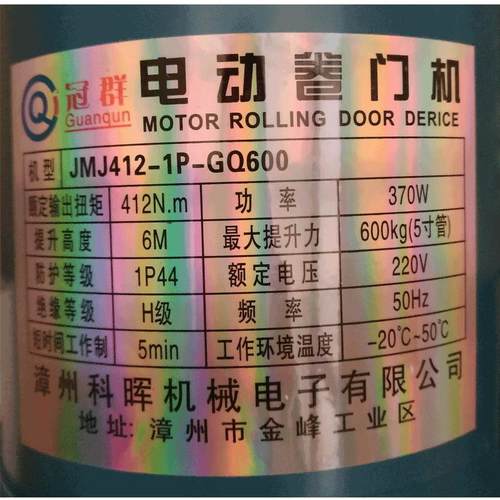 冠群 电动卷门机
Guanqun MOTOR ROLLING DOOR DERICE
机型 JMJ412-1P-GQ600
额定输出扭矩 412N.m 功率 370W
提升高度 6M 最大提升力 600kg(5寸管)
防护等级 1P44 额定电压 220V
绝缘等级 H级 频率 50Hz
短时间工作制 5min 工作环境温度 -20℃~50℃
漳州科晖机械电子有限公司
地址:漳州市金峰工业区